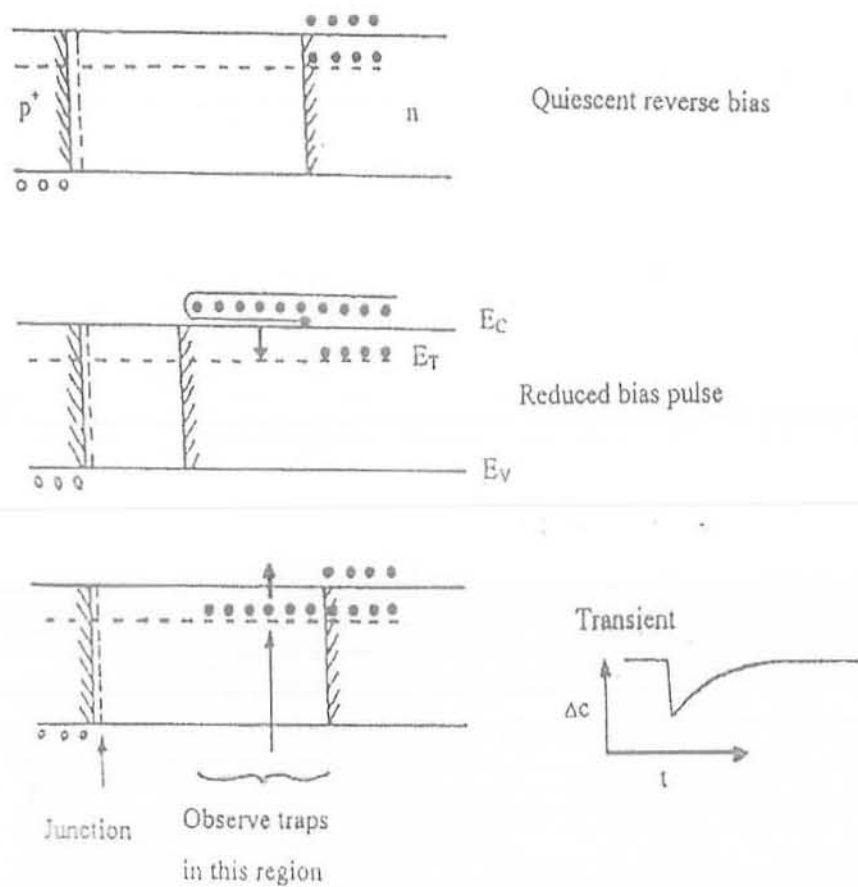 p+
n
Quiescent reverse bias
EC
ET
Reduced bias pulse
EV
Transient
Δc
t
Junction
Observe traps
in this region